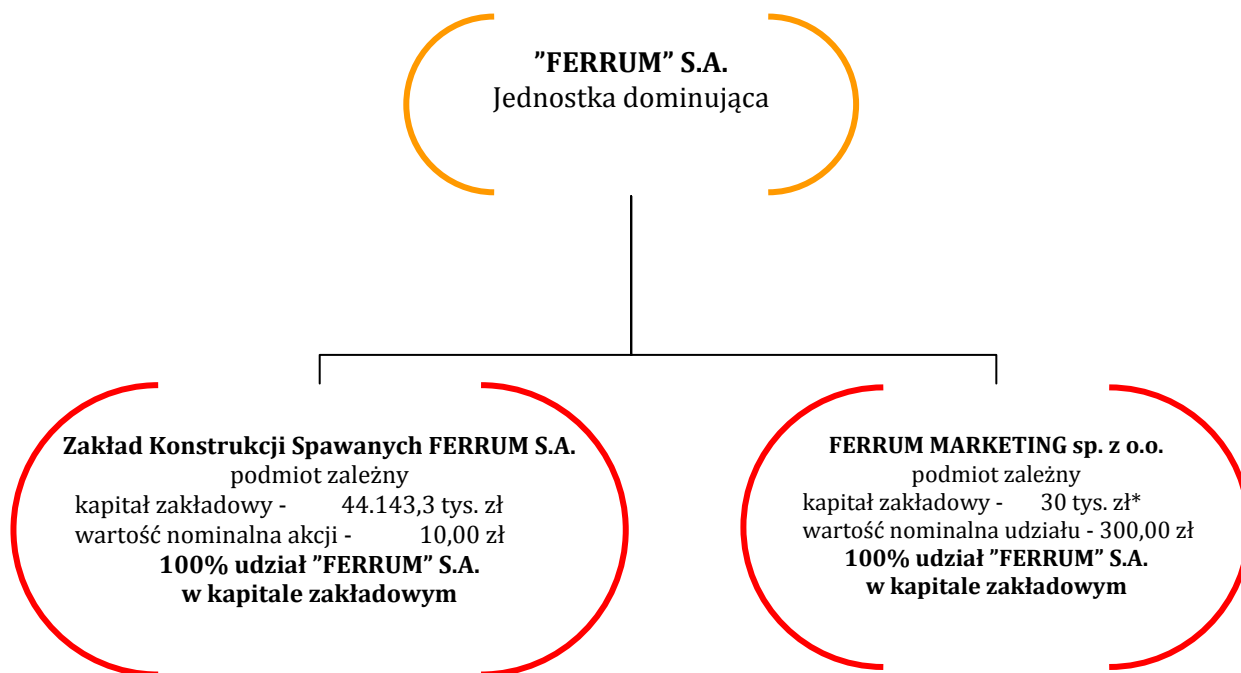 ”FERRUM” S.A.
Jednostka dominująca
Zakład Konstrukcji Spawanych FERRUM S.A.
podmiot zależny
kapitał zakładowy - 44.143,3 tys. zł
wartość nominalna akcji - 10,00 zł
100% udział ”FERRUM” S.A.
w kapitale zakładowym
FERRUM MARKETING sp. z o.o.
podmiot zależny
kapitał zakładowy - 30 tys. zł*
wartość nominalna udziału - 300,00 zł
100% udział ”FERRUM” S.A.
w kapitale zakładowym